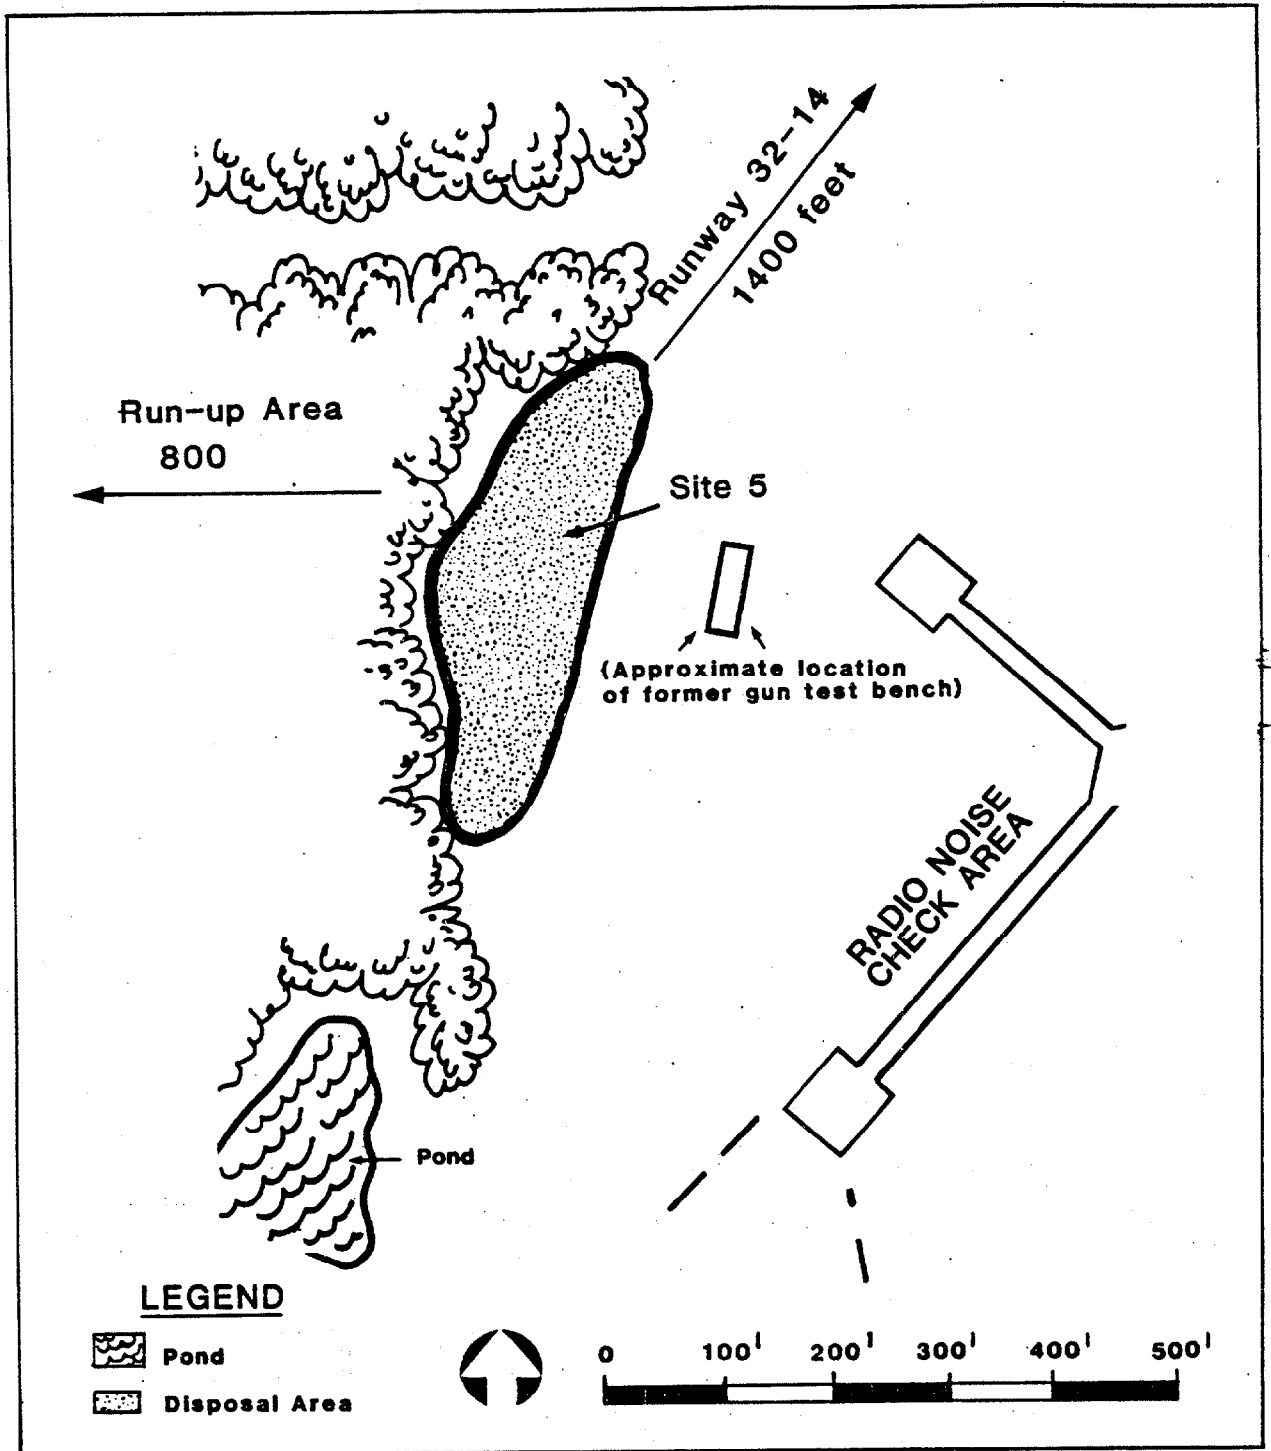 Runway 32-14
1400 feet
Run-up Area
800
Site 5
(Approximate location
of former gun test bench)
RADIO NOISE
CHECK AREA
Pond
LEGEND
Pond
Disposal Area
0 100' 200' 300' 400' 500'